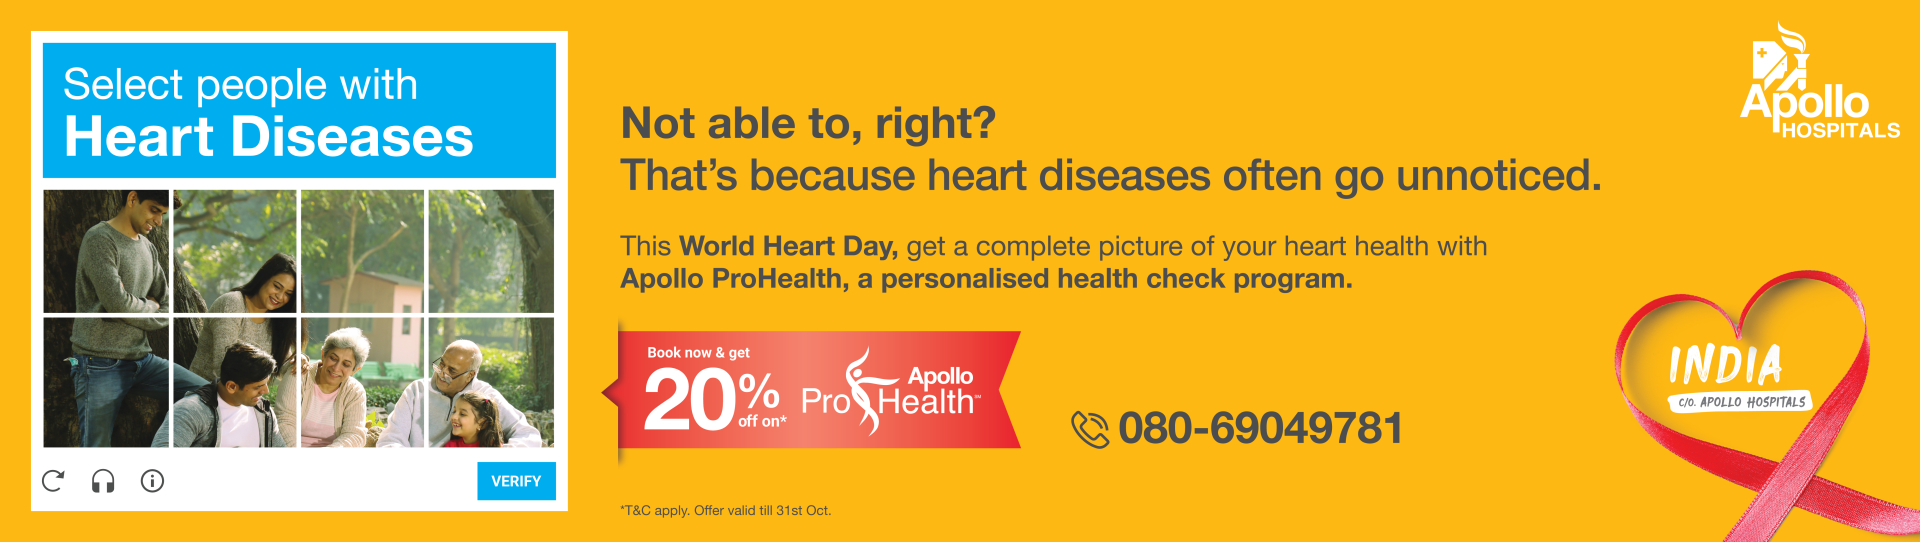 Select people with
Heart Diseases
VERIFY
Not able to, right?
That's because heart diseases often go unnoticed.
This World Heart Day, get a complete picture of your heart health with
Apollo ProHealth, a personalised health check program.
Book now & get
20%
off on*
Apollo
ProHealth™
080-69049781
*T&C apply. Offer valid till 31st Oct.
Apollo
HOSPITALS
INDIA
C/O. APOLLO HOSPITALS